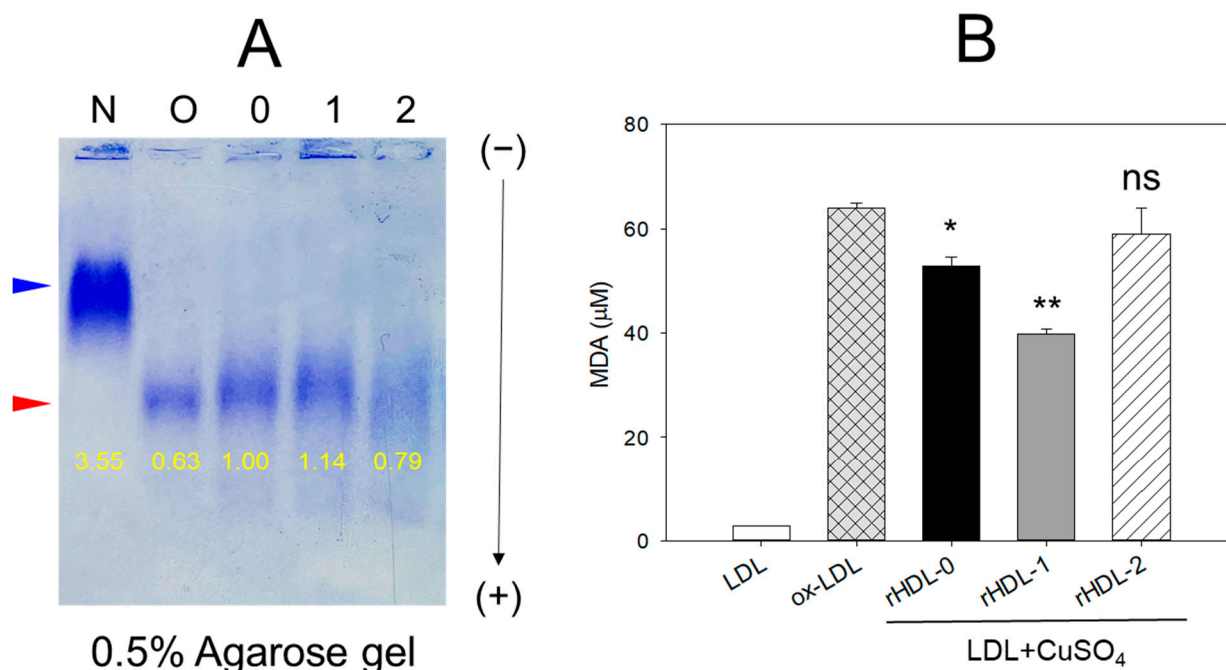 A
N O 0 1 2
(−)
3.55 0.63 1.00 1.14 0.79
(+)
0.5% Agarose gel
B
80
60
40
20
0
MDA (µM)
*
**
ns
LDL
ox-LDL
rHDL-0
rHDL-1
rHDL-2
LDL+CuSO₄